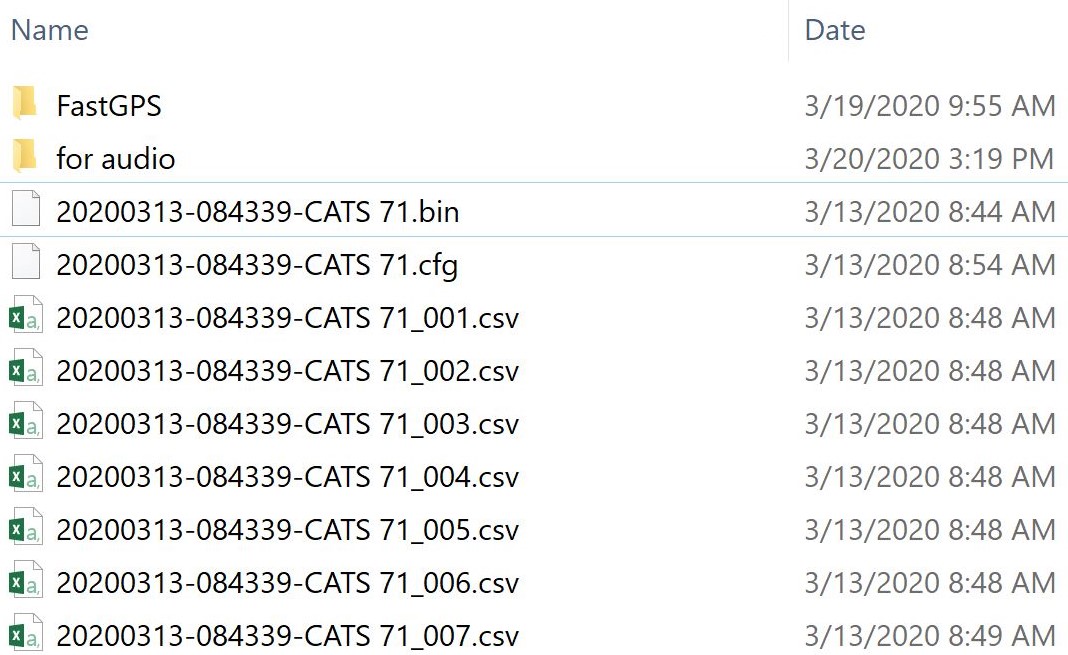 Name Date
FastGPS 3/19/2020 9:55 AM
for audio 3/20/2020 3:19 PM
20200313-084339-CATS 71.bin 3/13/2020 8:44 AM
20200313-084339-CATS 71.cfg 3/13/2020 8:54 AM
20200313-084339-CATS 71_001.csv 3/13/2020 8:48 AM
20200313-084339-CATS 71_002.csv 3/13/2020 8:48 AM
20200313-084339-CATS 71_003.csv 3/13/2020 8:48 AM
20200313-084339-CATS 71_004.csv 3/13/2020 8:48 AM
20200313-084339-CATS 71_005.csv 3/13/2020 8:48 AM
20200313-084339-CATS 71_006.csv 3/13/2020 8:48 AM
20200313-084339-CATS 71_007.csv 3/13/2020 8:49 AM